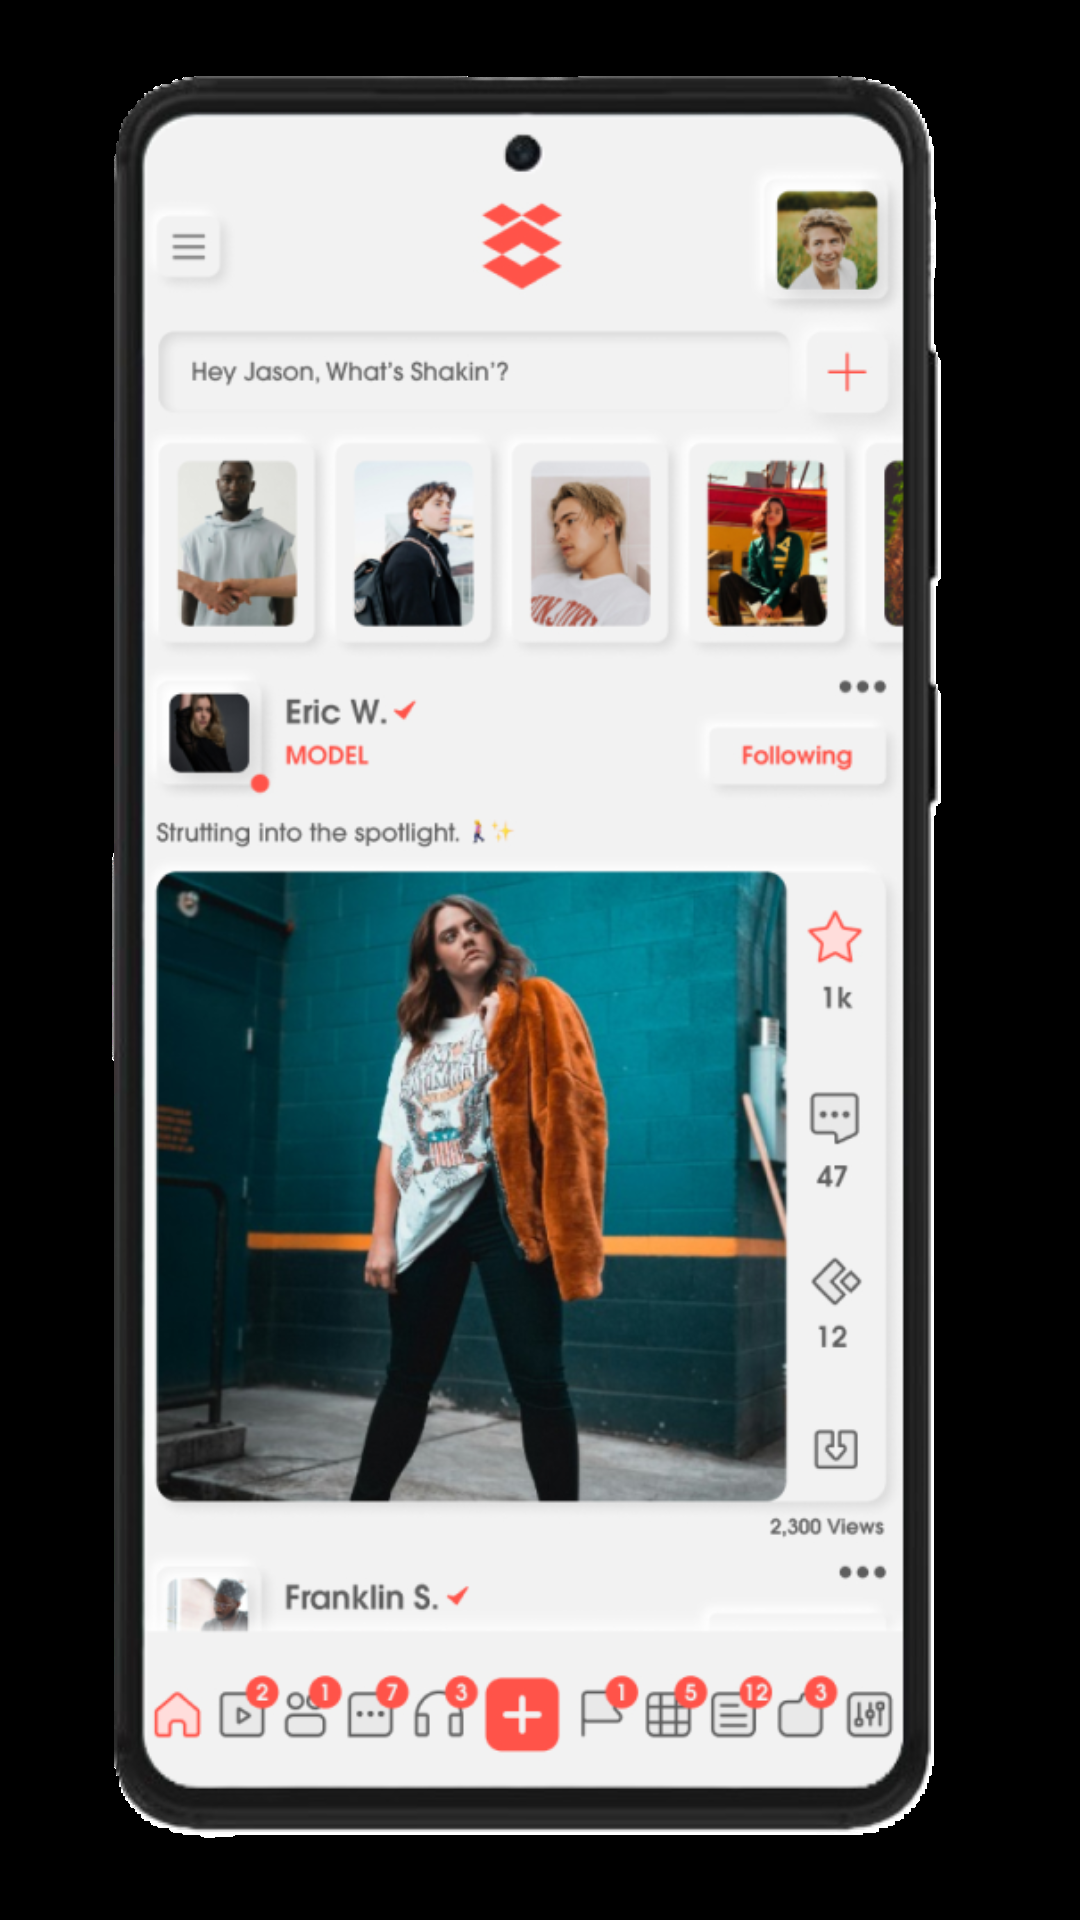 Hey Jason, What's Shakin'?
Eric W.
MODEL
Following
Strutting into the spotlight. 🚶‍♀️✨
1k
47
12
2,300 Views
Franklin S.
2
1
7
3
1
5
12
3